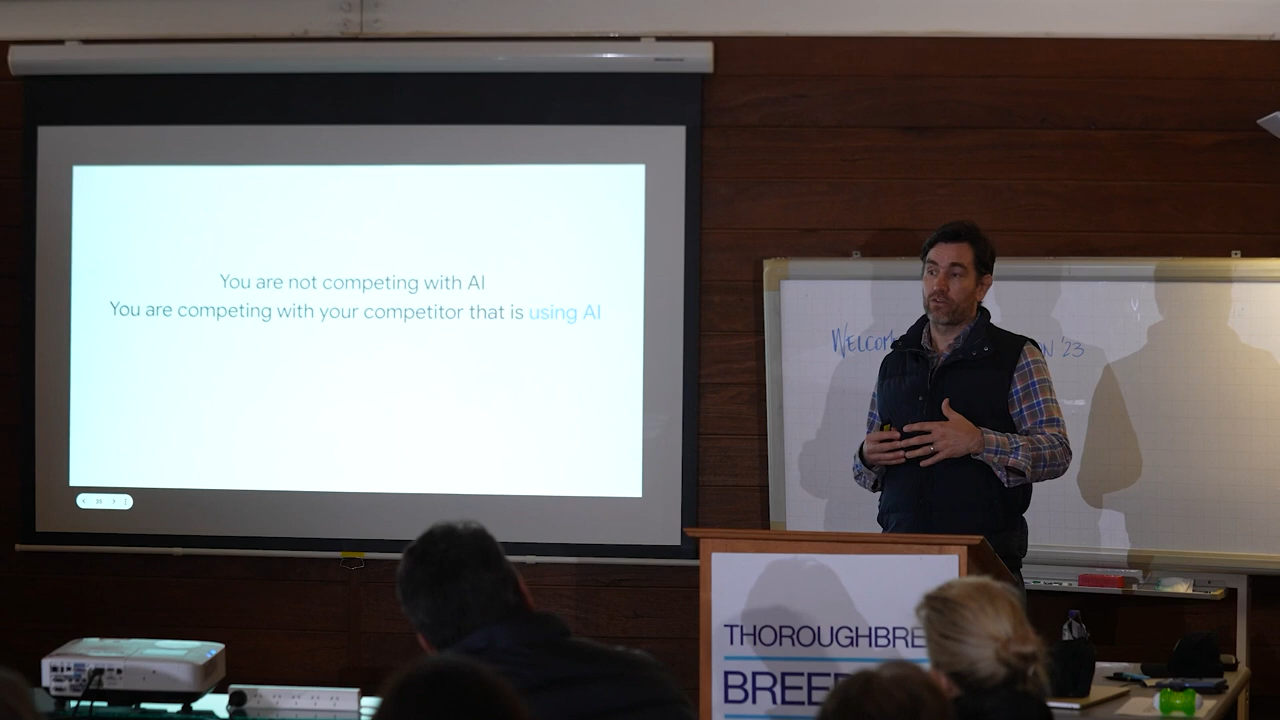 You are not competing with AI
You are competing with your competitor that is using AI
WELCOM
N '23
THOROUGHBRE
BREE